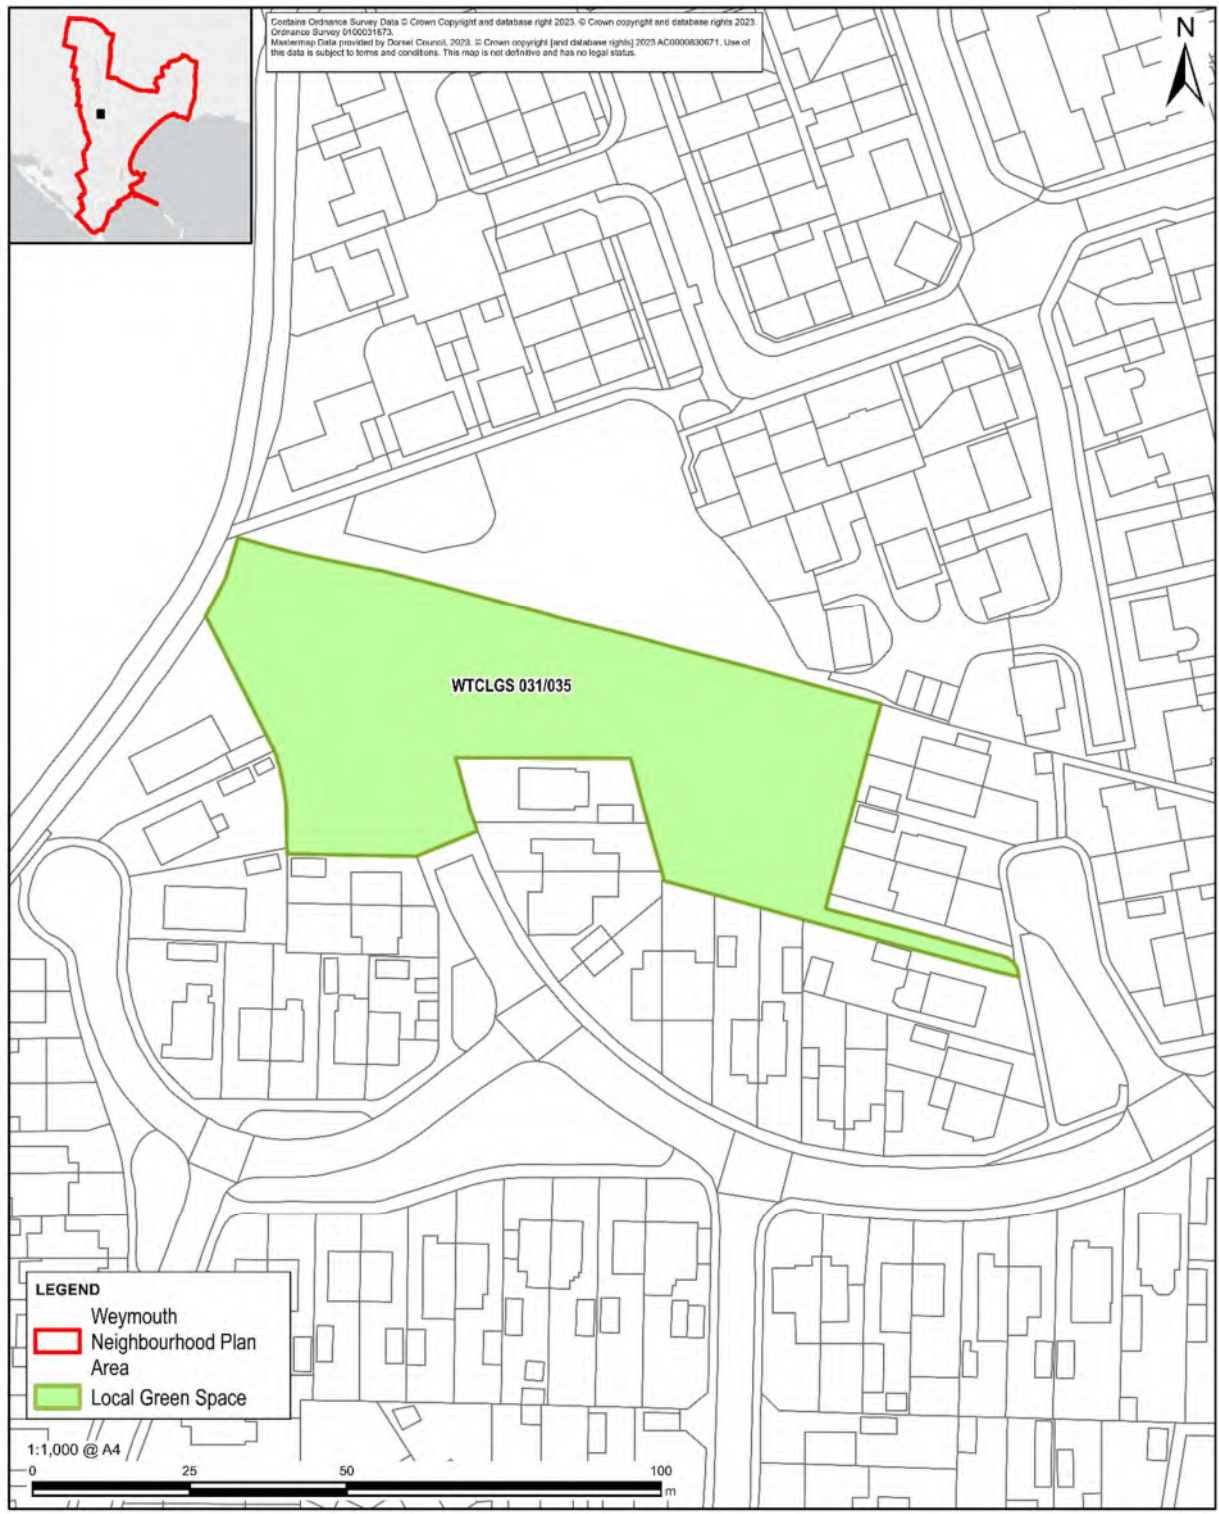 Contains Ordnance Survey Data © Crown Copyright and database right 2023. © Crown copyright and database rights 2023.
Ordnance Survey 0100031673.
Mastermap Data provided by Dorset Council, 2023. © Crown copyright [and database rights] 2023 AC0000830671. Use of
this data is subject to terms and conditions. This map is not definitive and has no legal status.
N
WTCLGS 031/035
LEGEND
Weymouth
Neighbourhood Plan
Area
Local Green Space
1:1,000 @ A4
0 25 50 100
m